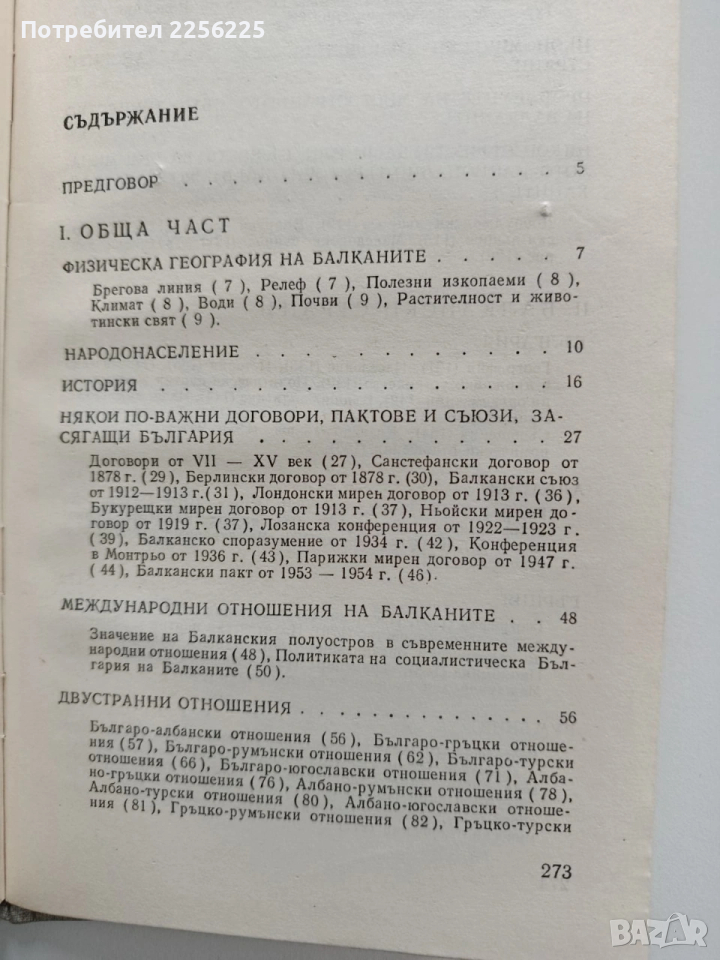 Потребител 2256225
СЪДЪРЖАНИЕ
ПРЕДГОВОР . . . . . . . . . . . . . . . . 5
I. ОБЩА ЧАСТ
ФИЗИЧЕСКА ГЕОГРАФИЯ НА БАЛКАНИТЕ . . . . . 7
Брегова линия (7), Релеф (7), Полезни изкопаеми (8),
Климат (8), Води (8), Почви (9), Растителност и живо-
тински свят (9).
НАРОДОНАСЕЛЕНИЕ . . . . . . . . . . . . 10
ИСТОРИЯ . . . . . . . . . . . . . . . . 16
НЯКОИ ПО-ВАЖНИ ДОГОВОРИ, ПАКТОВЕ И СЪЮЗИ, ЗА-
СЯГАЩИ БЪЛГАРИЯ . . . . . . . . . . . . 27
Договори от VII — XV век (27), Санстефански договор от
1878 г. (29), Берлински договор от 1878 г. (30), Балкански съюз
от 1912—1913 г.(31), Лондонски мирен договор от 1913 г. (36),
Букурещки мирен договор от 1913 г. (37), Ньойски мирен до-
говор от 1919 г. (37), Лозанска конференция от 1922—1923 г.
(39), Балканско споразумение от 1934 г. (42), Конференция
в Монтрьо от 1936 г. (43), Парижки мирен договор от 1947 г.
(44), Балкански пакт от 1953 — 1954 г. (46).
МЕЖДУНАРОДНИ ОТНОШЕНИЯ НА БАЛКАНИТЕ . . 48
Значение на Балканския полуостров в съвременните между-
народни отношения (48), Политиката на социалистическа Бъл-
гария на Балканите (50).
ДВУСТРАННИ ОТНОШЕНИЯ . . . . . . . . . . 56
Българо-албански отношения (56), Българо-гръцки отноше-
ния (57), Българо-румънски отношения (62), Българо-турски
отношения (66), Българо-югославски отношения (71), Алба-
но-гръцки отношения (76), Албано-румънски отношения (78),
Албано-турски отношения (80), Албано-югославски отноше-
ния (81), Гръцко-румънски отношения (82), Гръцко-турски
273
BAZAR